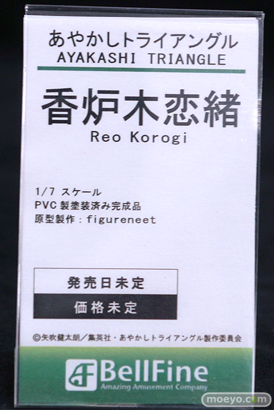 あやかしトライアングル
AYAKASHI TRIANGLE
香炉木恋緒
Reo Korogi
1/7 スケール
PVC製塗装済み完成品
原型製作：figureneet
発売日未定
価格未定
©矢吹健太朗／集英社・あやかしトライアングル製作委員会
BellFine
Amazing Amusement Company
moeyo.com